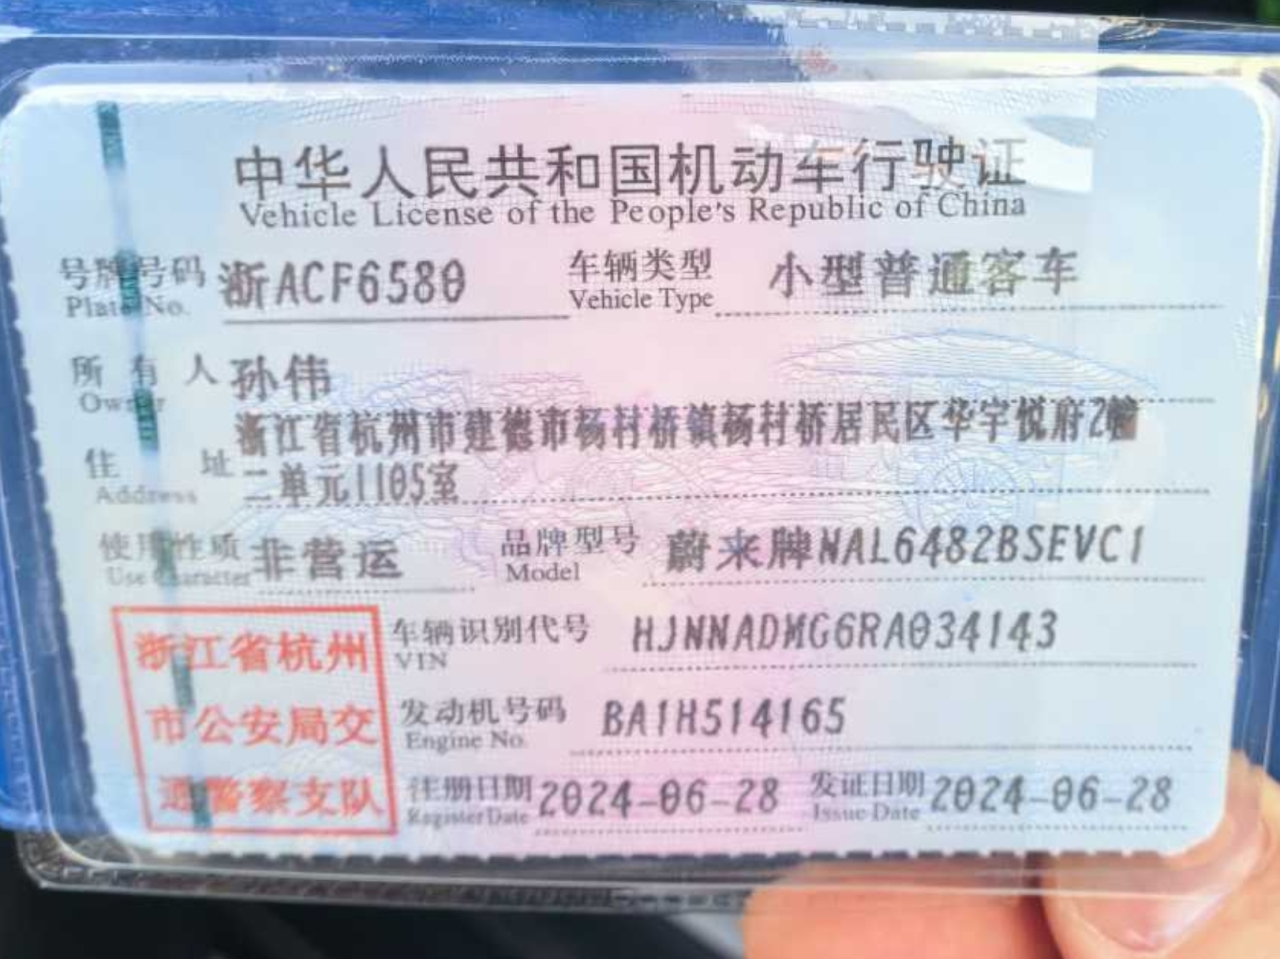 中华人民共和国机动车行驶证
Vehicle License of the People's Republic of China
号牌号码 浙ACF6580 车辆类型 小型普通客车
Plate No. Vehicle Type
所有人 孙伟
Owner
浙江省杭州市建德市杨村桥镇杨村桥居民区华宇悦府2幢
住址 二单元1105室
Address
使用性质 非营运 品牌型号 蔚来牌NAL6482BSEVC1
Use Character Model
浙江省杭州 车辆识别代号 HJNNADMG6RA034143
VIN
市公安局交 发动机号码 BA1H514165
Engine No.
通警察支队 注册日期 2024-06-28 发证日期 2024-06-28
Register Date Issue Date